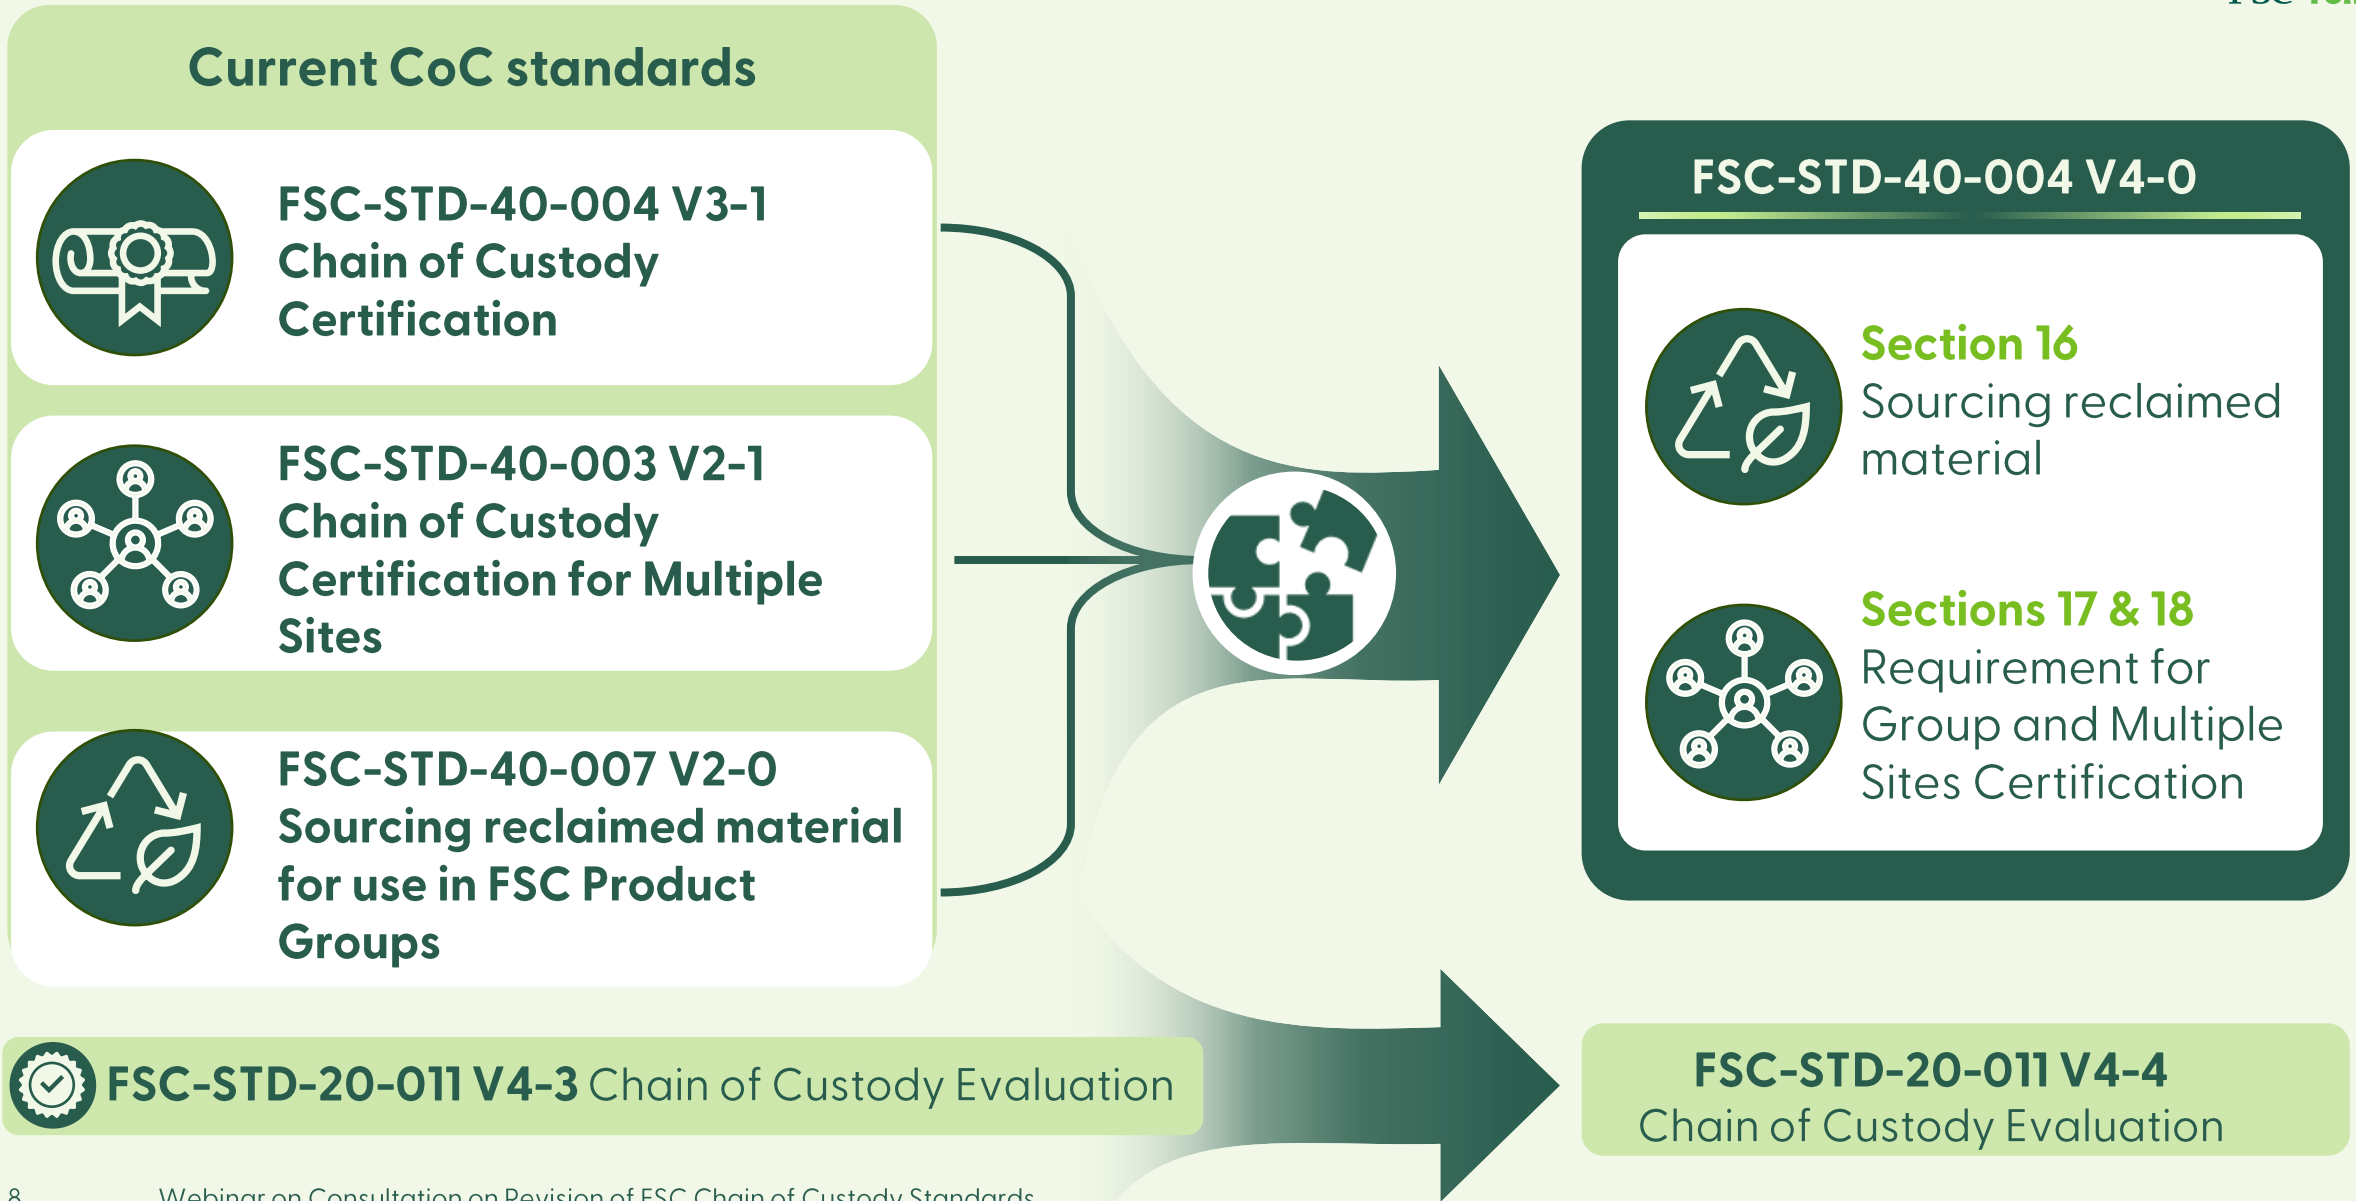 Current CoC standards
FSC-STD-40-004 V3-1
Chain of Custody
Certification
FSC-STD-40-003 V2-1
Chain of Custody
Certification for Multiple
Sites
FSC-STD-40-007 V2-0
Sourcing reclaimed material
for use in FSC Product
Groups
FSC-STD-20-011 V4-3 Chain of Custody Evaluation
FSC-STD-40-004 V4-0
Section 16
Sourcing reclaimed
material
Sections 17 & 18
Requirement for
Group and Multiple
Sites Certification
FSC-STD-20-011 V4-4
Chain of Custody Evaluation
8
Webinar on Consultation on Revision of FSC Chain of Custody Standards